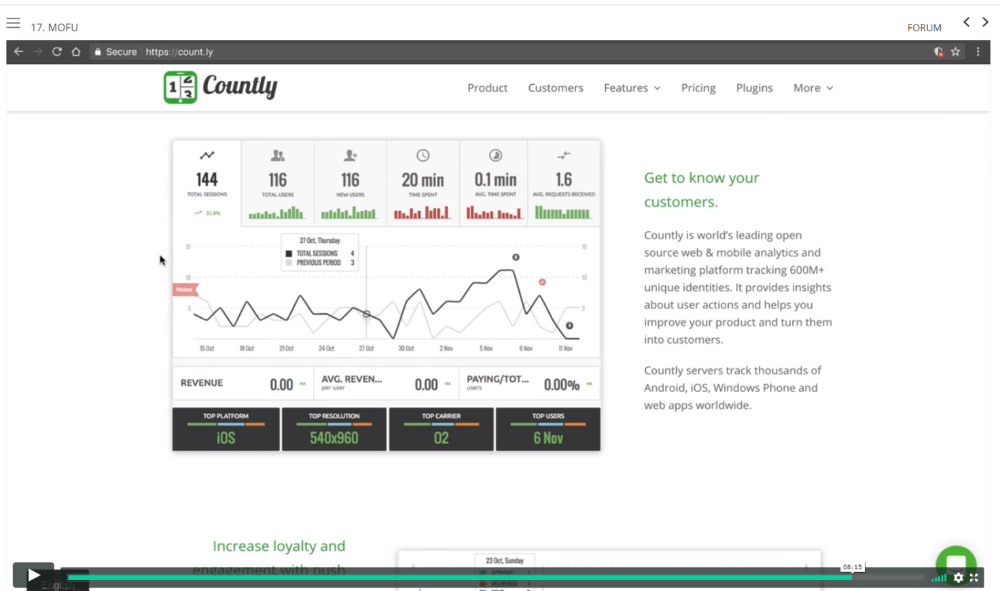 17. MOFU
FORUM
Secure https://count.ly
Countly
Product Customers Features Pricing Plugins More
144
TOTAL SESSIONS
35.8%
116
TOTAL USERS
116
NEW USERS
20 min
TIME SPENT
0.1 min
AVG. TIME SPENT
1.6
AVG. REQUESTS RECEIVED
27 Oct, Thursday
TOTAL SESSIONS 4
PREVIOUS PERIOD 3
15 15
10 10
Notes
5 5
15 Oct 18 Oct 21 Oct 24 Oct 27 Oct 30 Oct 2 Nov 5 Nov 8 Nov 11 Nov
REVENUE 0.00 NA
AVG. REVEN... 0.00 NA
per user
PAYING/TOT... 0.00% NA
users
TOP PLATFORM
iOS
TOP RESOLUTION
540x960
TOP CARRIER
O2
TOP USERS
6 Nov
Get to know your
customers.
Countly is world's leading open
source web & mobile analytics and
marketing platform tracking 600M+
unique identities. It provides insights
about user actions and helps you
improve your product and turn them
into customers.
Countly servers track thousands of
Android, iOS, Windows Phone and
web apps worldwide.
Increase loyalty and
engagement with push
23 Oct, Sunday
ACTIONS
DELIVERED
08:15
English